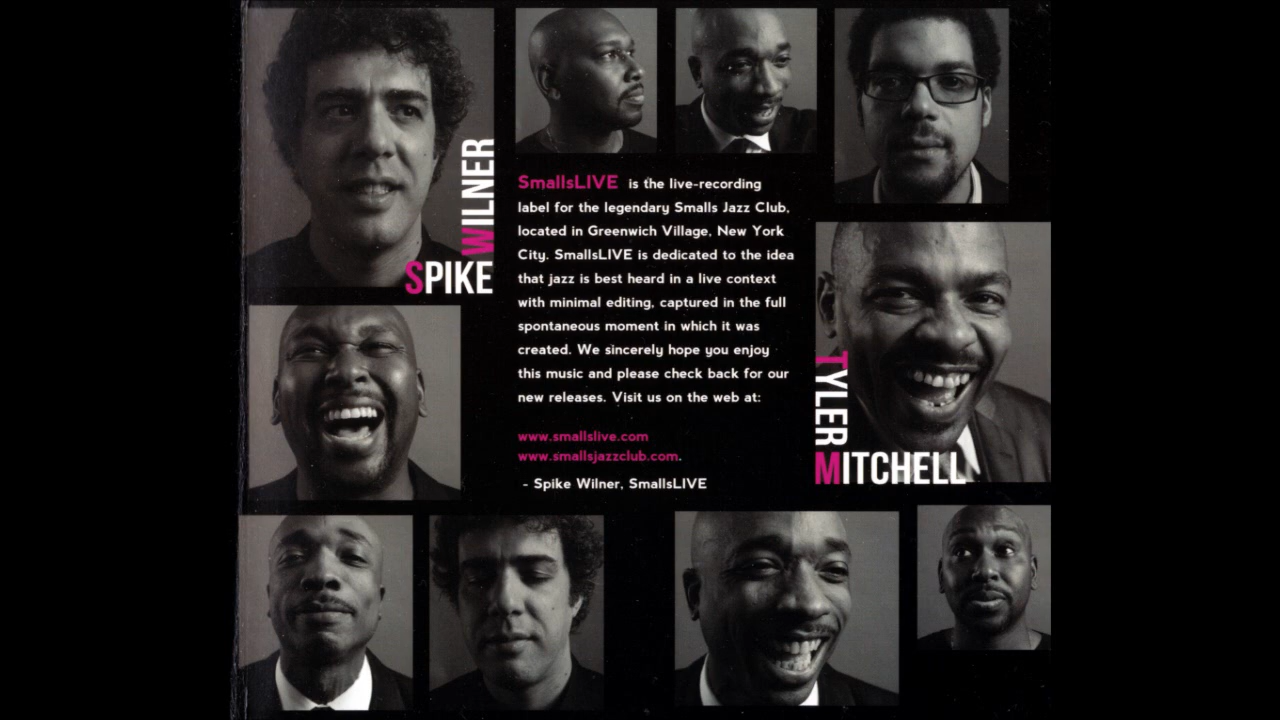 SPIKE WILNER
SmallsLIVE is the live-recording
label for the legendary Smalls Jazz Club,
located in Greenwich Village, New York
City. SmallsLIVE is dedicated to the idea
that jazz is best heard in a live context
with minimal editing, captured in the full
spontaneous moment in which it was
created. We sincerely hope you enjoy
this music and please check back for our
new releases. Visit us on the web at:
www.smallslive.com
www.smallsjazzclub.com.
- Spike Wilner, SmallsLIVE
TYLER
MITCHELL